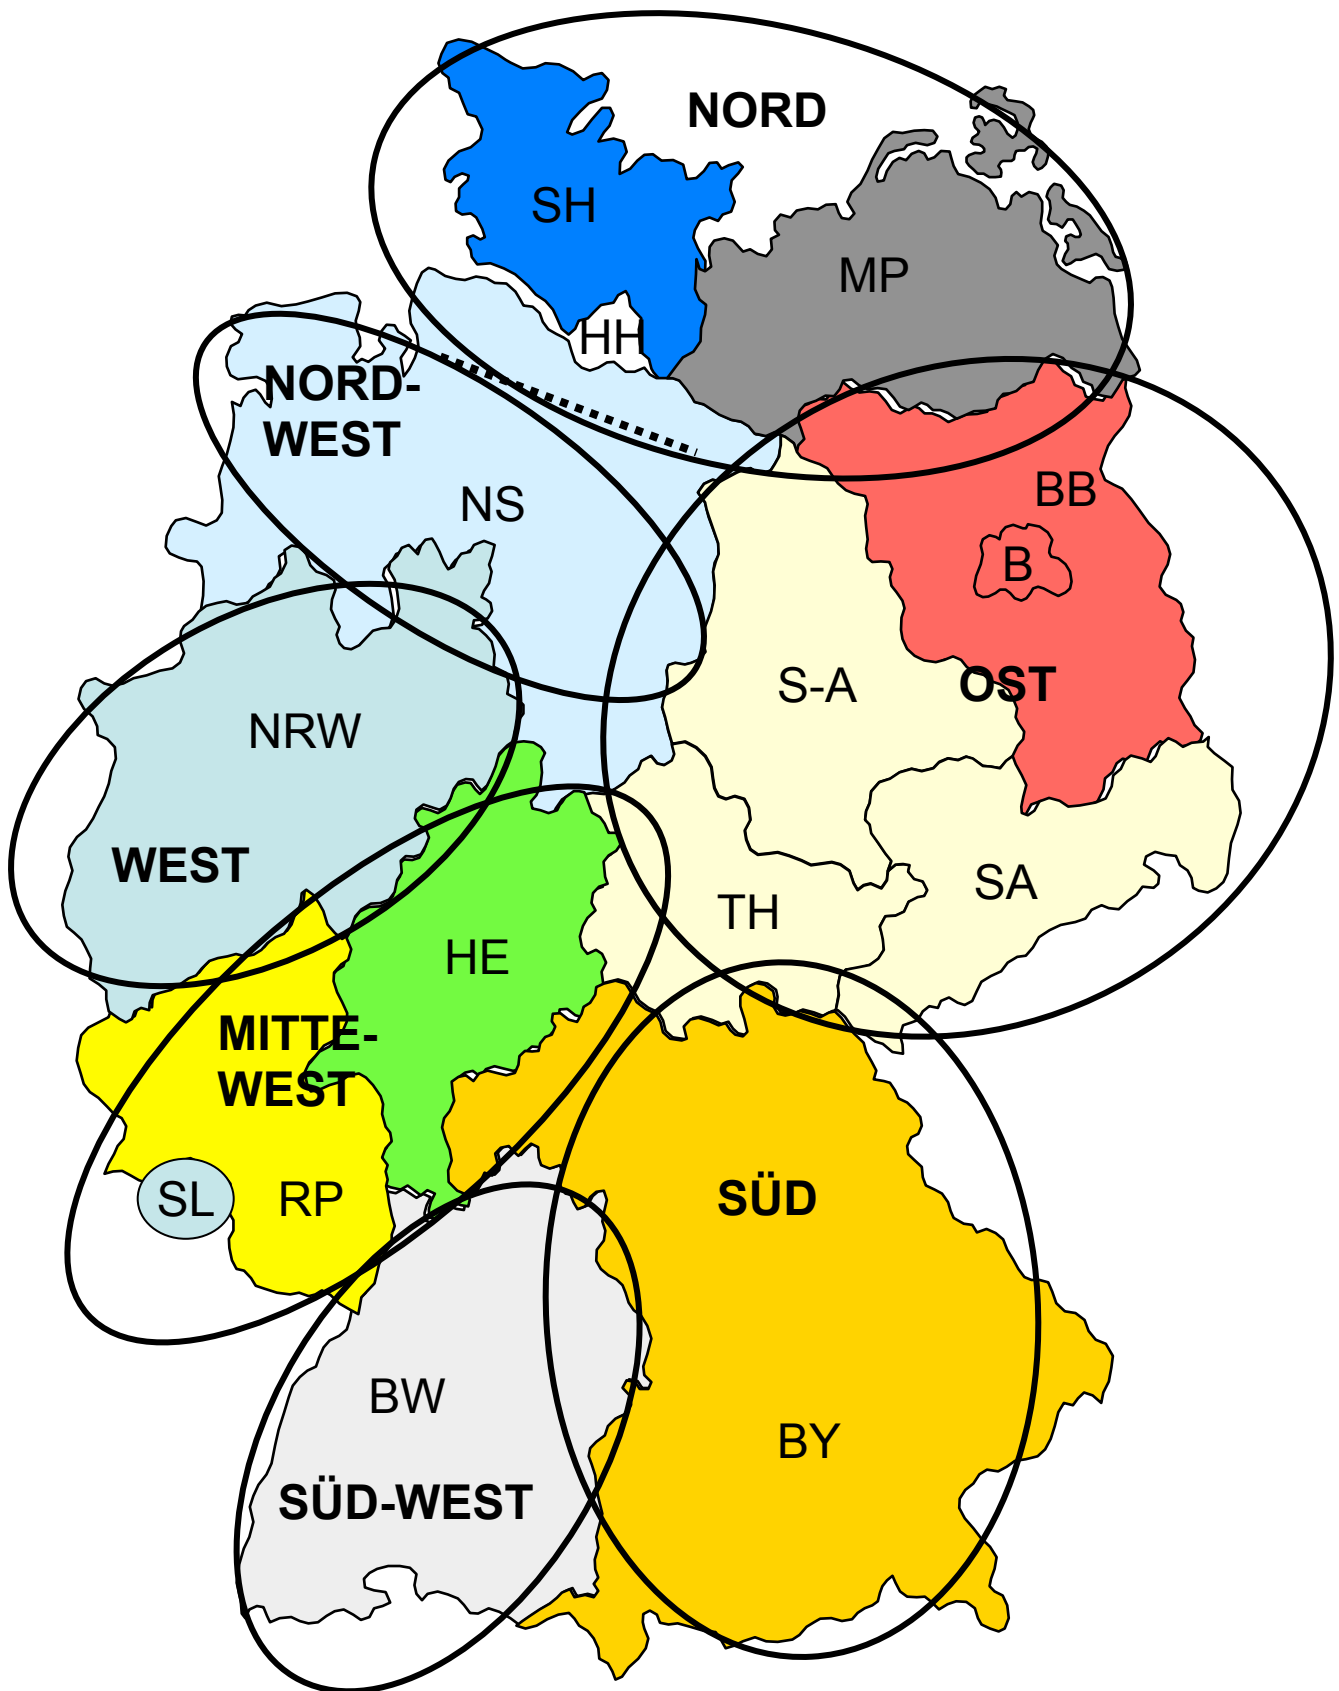 NORD
SH
MP
HH
NORD-
WEST
BB
NS
B
S-A
OST
NRW
WEST
SA
TH
HE
MITTE-
WEST
SL
RP
SÜD
BW
BY
SÜD-WEST